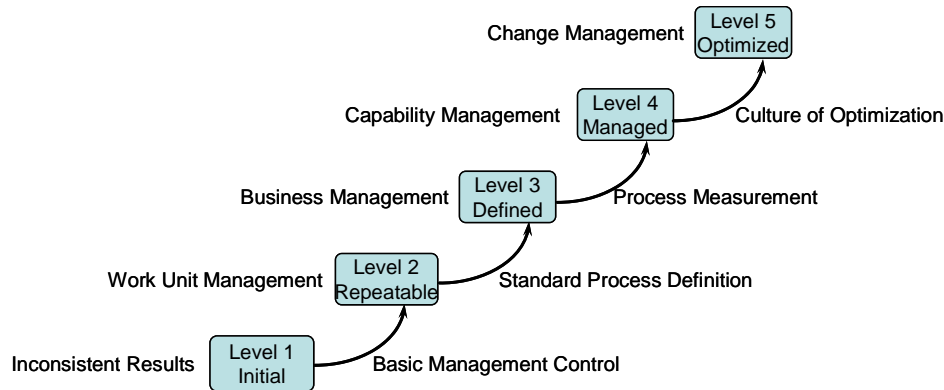 Change Management
Level 5
Optimized
Capability Management
Level 4
Managed
Culture of Optimization
Business Management
Level 3
Defined
Process Measurement
Work Unit Management
Level 2
Repeatable
Standard Process Definition
Inconsistent Results
Level 1
Initial
Basic Management Control